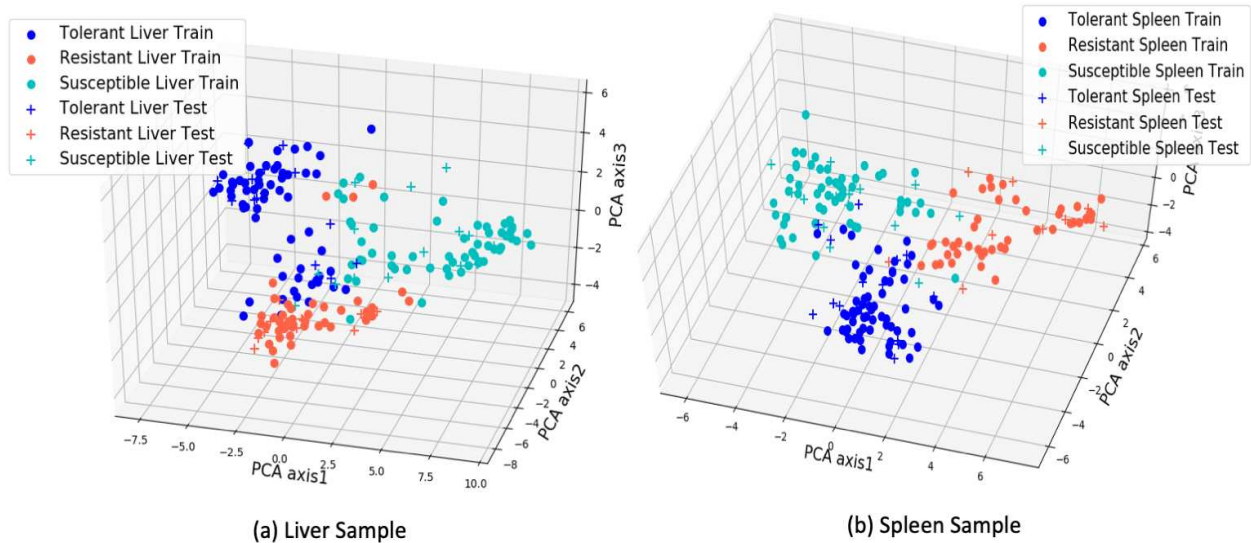 Tolerant Liver Train
Resistant Liver Train
Susceptible Liver Train
Tolerant Liver Test
Resistant Liver Test
Susceptible Liver Test
6
4
2
0
−2
−4
PCA axis3
6
4
2
0
−2
−4
−6
−8
PCA axis2
−7.5
−5.0
−2.5
0.0
2.5
5.0
7.5
10.0
PCA axis1
(a) Liver Sample
Tolerant Spleen Train
Resistant Spleen Train
Susceptible Spleen Train
Tolerant Spleen Test
Resistant Spleen Test
Susceptible Spleen Test
0
−2
−4
6
4
2
0
−2
−4
−6
PCA axis2
−6
−4
−2
0
2
4
6
PCA axis1
(b) Spleen Sample